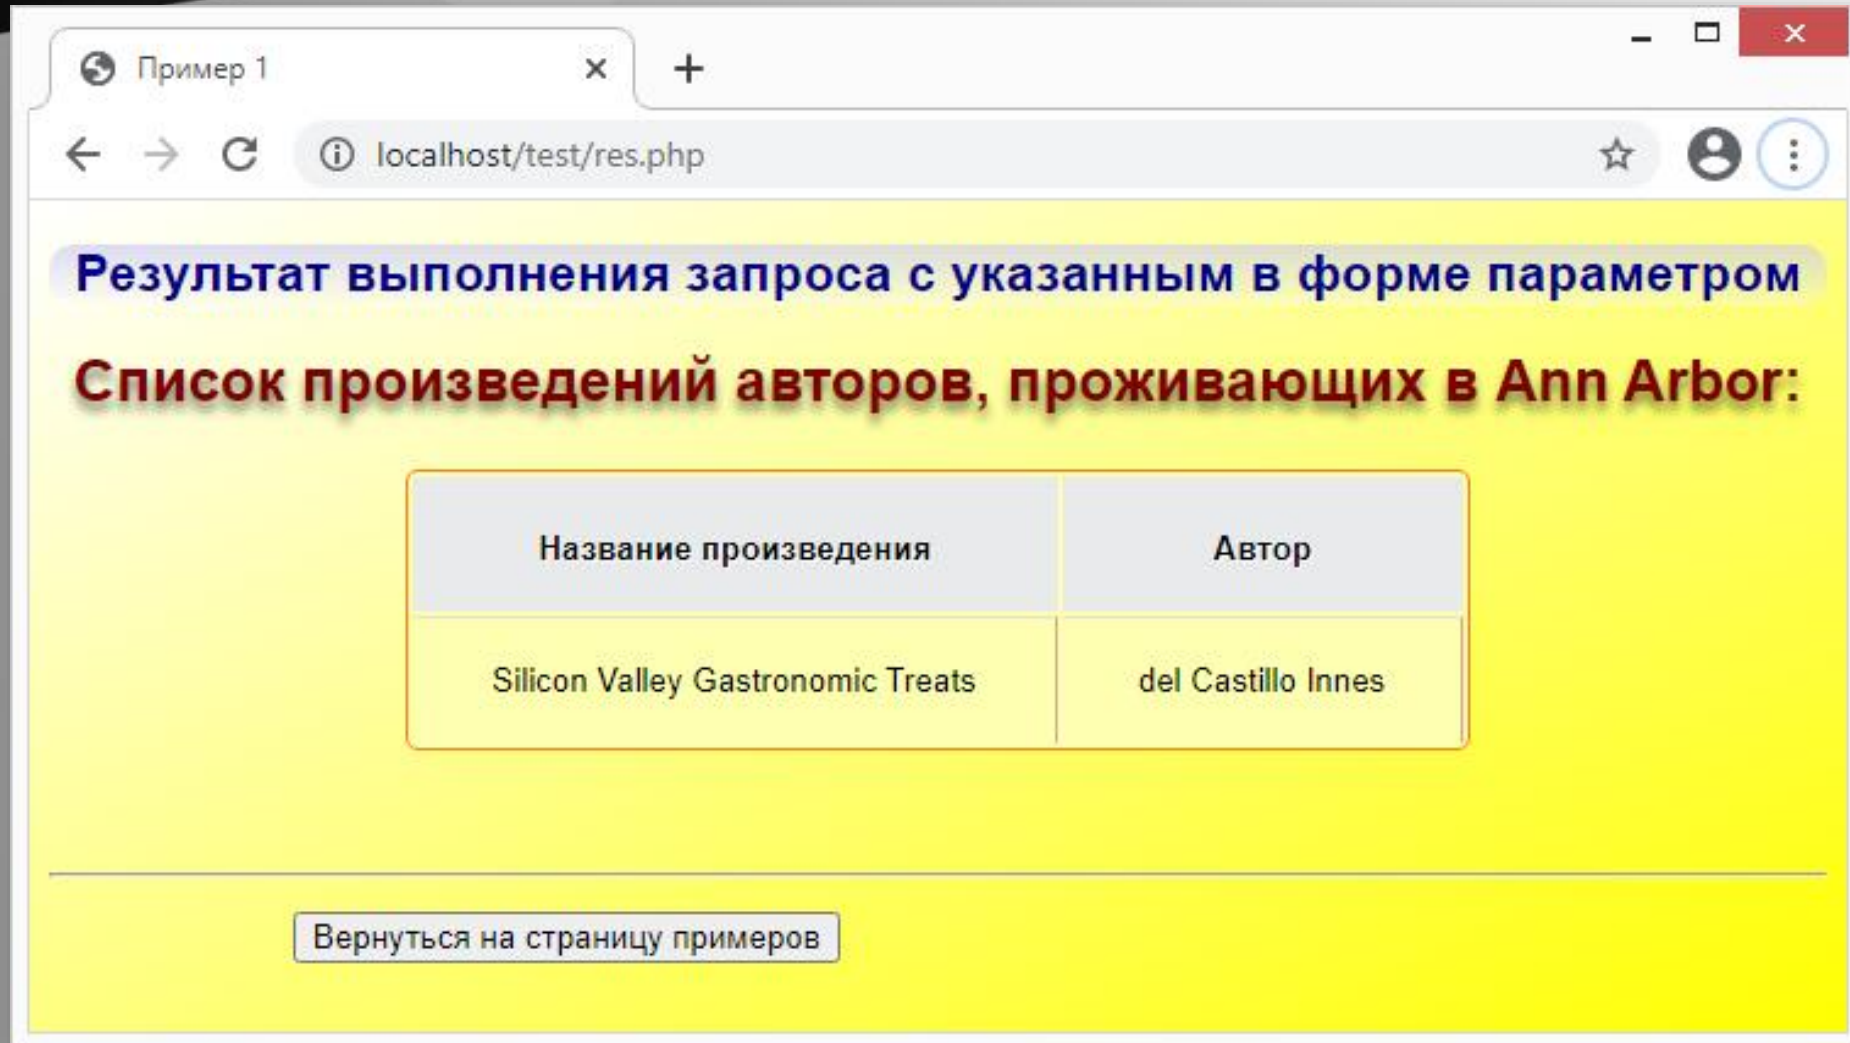 Пример 1
localhost/test/res.php
Результат выполнения запроса с указанным в форме параметром
Список произведений авторов, проживающих в Ann Arbor:
Название произведения Автор
Silicon Valley Gastronomic Treats del Castillo Innes
Вернуться на страницу примеров